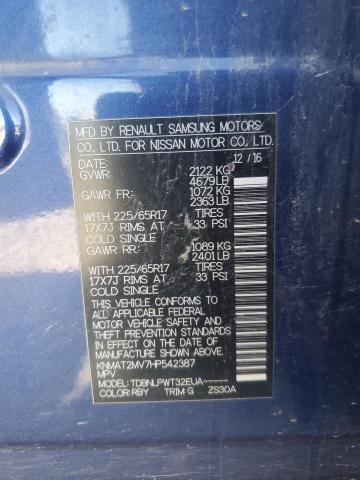 MFD BY RENAULT SAMSUNG MOTORS
CO., LTD. FOR NISSAN MOTOR CO., LTD.
DATE: 12 / 16
GVWR: 2122 KG
4679 LB
GAWR FR: 1072 KG
2363 LB
WITH 225/65R17 TIRES
17X7J RIMS AT 33 PSI
COLD SINGLE
GAWR RR: 1089 KG
2401 LB
WITH 225/65R17 TIRES
17X7J RIMS AT 33 PSI
COLD SINGLE
THIS VEHICLE CONFORMS
TO ALL APPLICABLE FEDERAL
MOTOR VEHICLE SAFETY,
BUMPER, AND THEFT
PREVENTION STANDARDS
IN EFFECT ON THE DATE OF
MANUFACTURE SHOWN ABOVE.
KNMAT2MV7HP542387
MPV
MODEL: TDBNLPWT32EUA-----
COLOR:RBY TRIM:G ZS30A